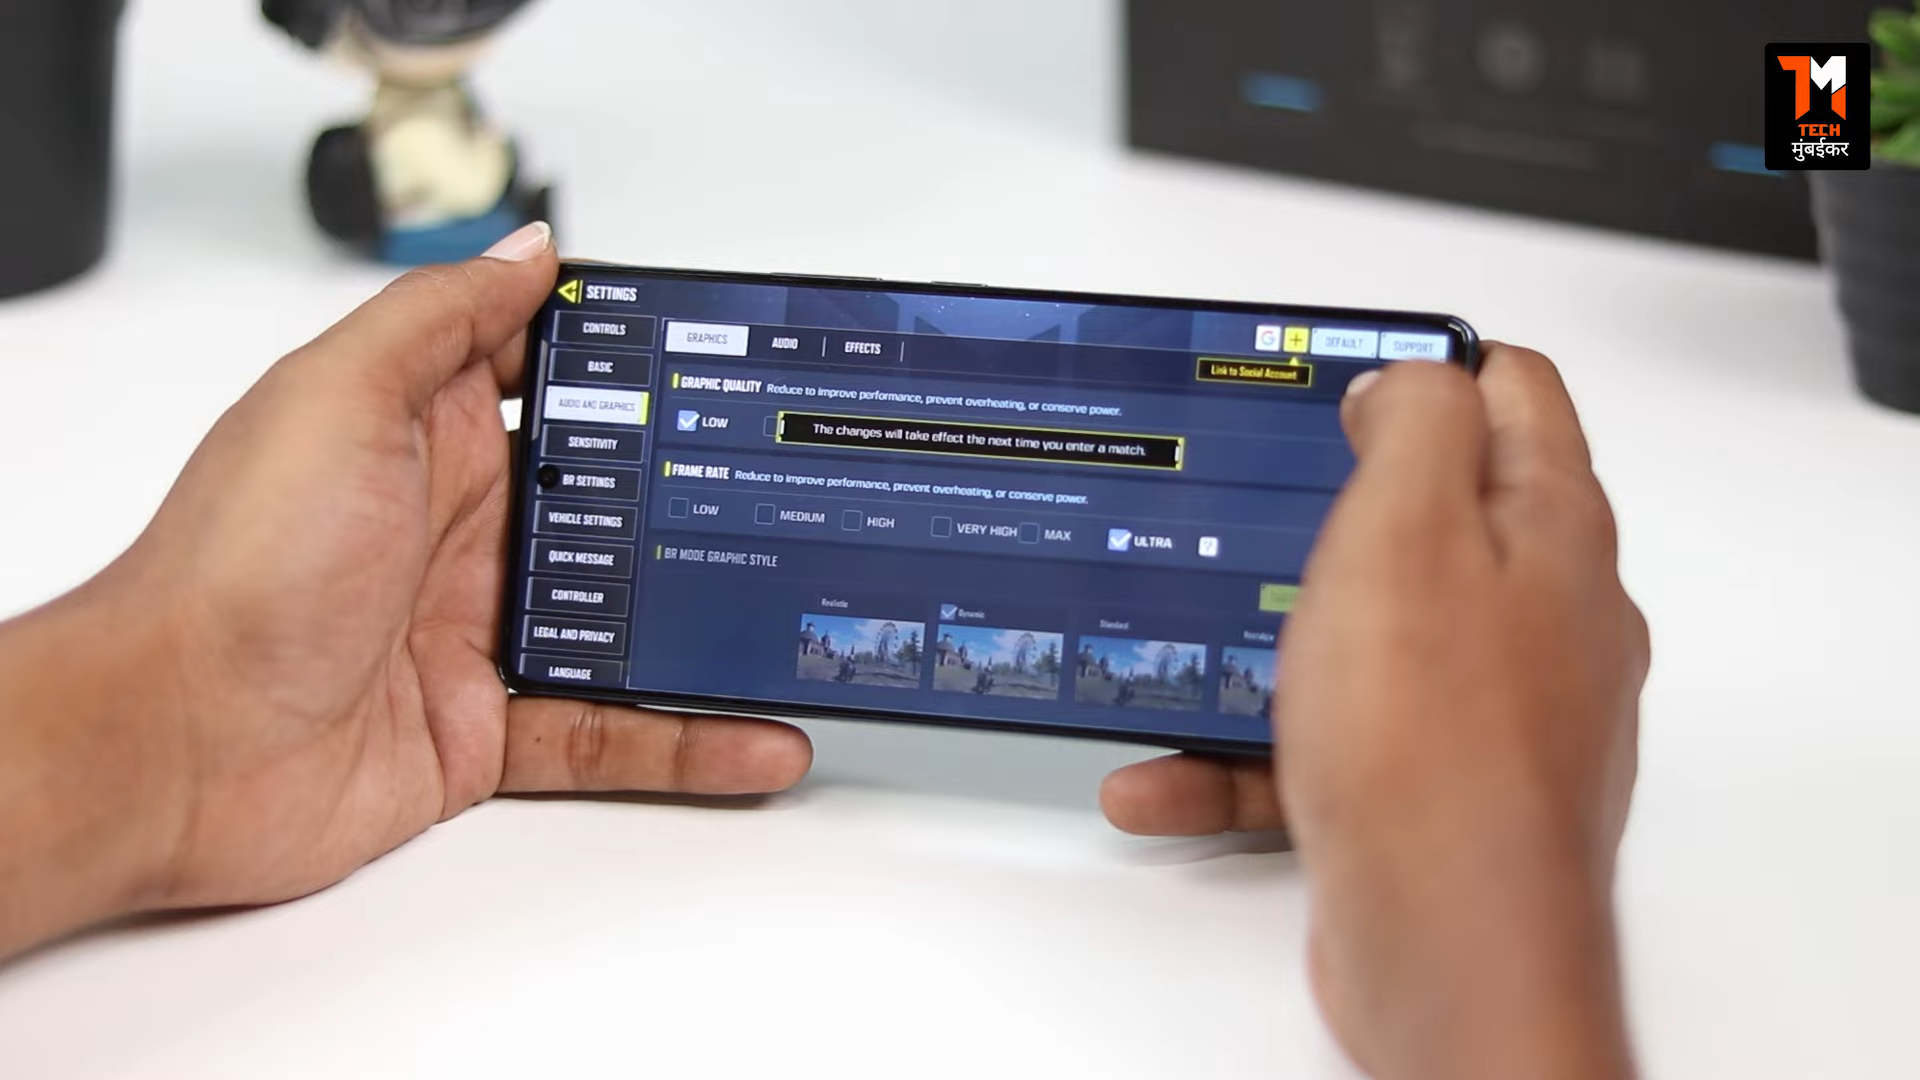 TM
TECH
मुंबईकर
SETTINGS
CONTROLS
BASIC
AUDIO AND GRAPHICS
SENSITIVITY
BR SETTINGS
VEHICLE SETTINGS
QUICK MESSAGE
CONTROLLER
LEGAL AND PRIVACY
LANGUAGE
GRAPHICS
AUDIO
EFFECTS
G + DEFAULT SUPPORT
Link to Social Account
GRAPHIC QUALITY Reduce to improve performance, prevent overheating, or conserve power.
LOW
The changes will take effect the next time you enter a match.
FRAME RATE Reduce to improve performance, prevent overheating, or conserve power.
LOW MEDIUM HIGH VERY HIGH MAX ULTRA ?
BR MODE GRAPHIC STYLE
Realistic Dynamic Standard Nostalgia